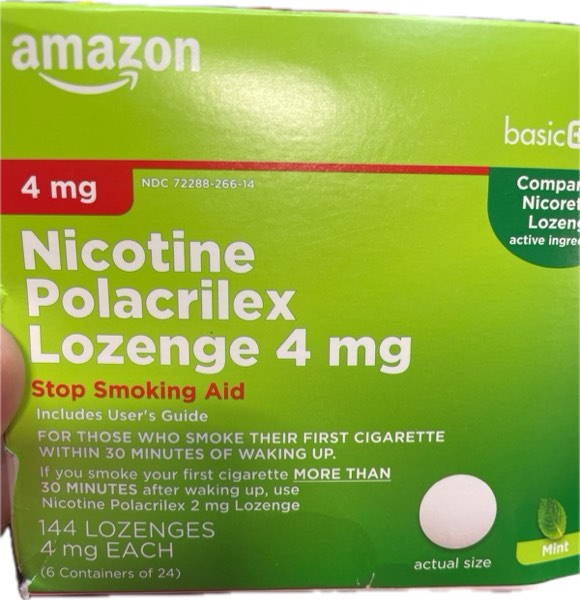 amazon
basic
4 mg
NDC 72288-266-14
Nicotine
Polacrilex
Lozenge 4 mg
Stop Smoking Aid
Includes User's Guide
FOR THOSE WHO SMOKE THEIR FIRST CIGARETTE
WITHIN 30 MINUTES OF WAKING UP.
If you smoke your first cigarette MORE THAN
30 MINUTES after waking up, use
Nicotine Polacrilex 2 mg Lozenge
144 LOZENGES
4 mg EACH
(6 Containers of 24)
active
actual size
Mint